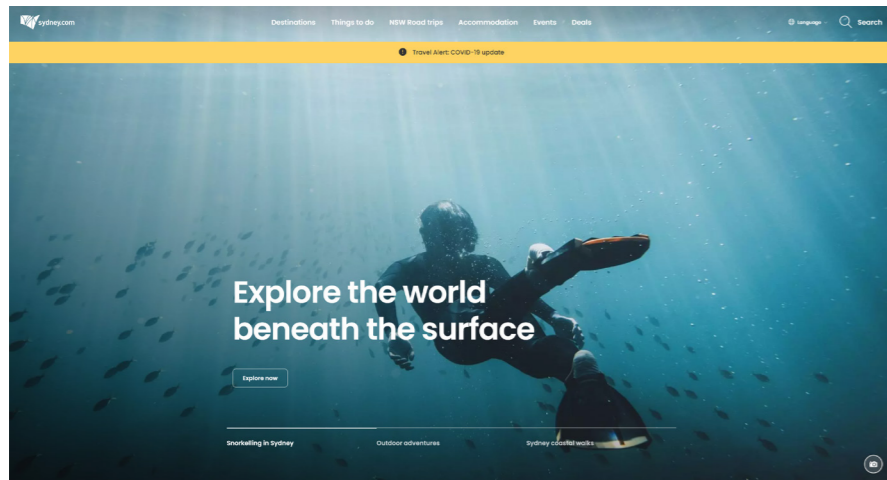 sydney.com
Destinations
Things to do
NSW Road trips
Accommodation
Events
Deals
Language
Search
Travel Alert: COVID-19 update
Explore the world
beneath the surface
Explore now
Snorkelling in Sydney
Outdoor adventures
Sydney coastal walks